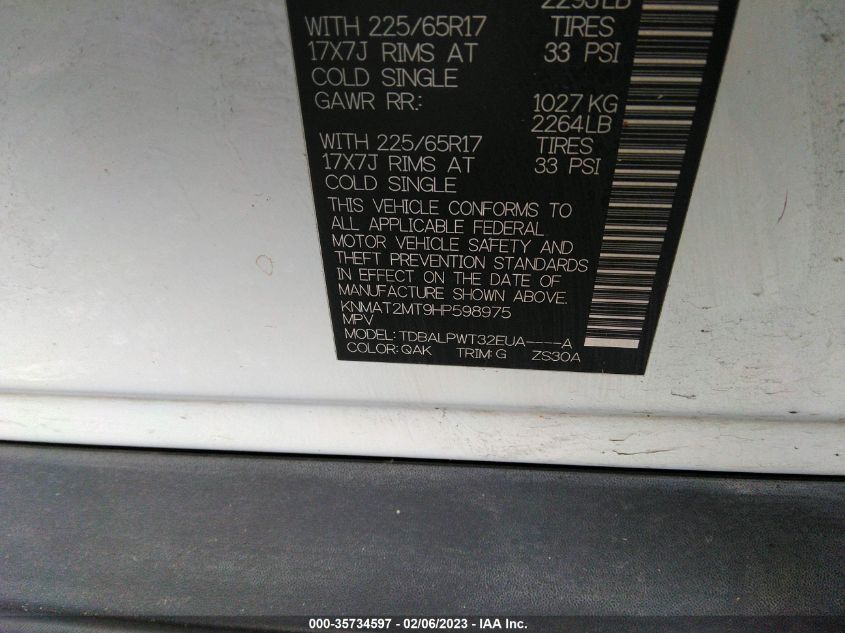 2293LB
WITH 225/65R17 TIRES
17X7J RIMS AT 33 PSI
COLD SINGLE
GAWR RR: 1027 KG
2264LB
WITH 225/65R17 TIRES
17X7J RIMS AT 33 PSI
COLD SINGLE
THIS VEHICLE CONFORMS TO
ALL APPLICABLE FEDERAL
MOTOR VEHICLE SAFETY AND
THEFT PREVENTION STANDARDS
IN EFFECT ON THE DATE OF
MANUFACTURE SHOWN ABOVE.
KNMAT2MT9HP598975
MPV
MODEL: TDBALPWT32EUA----A
COLOR: QAK TRIM: G ZS30A
000-35734597 - 02/06/2023 - IAA Inc.